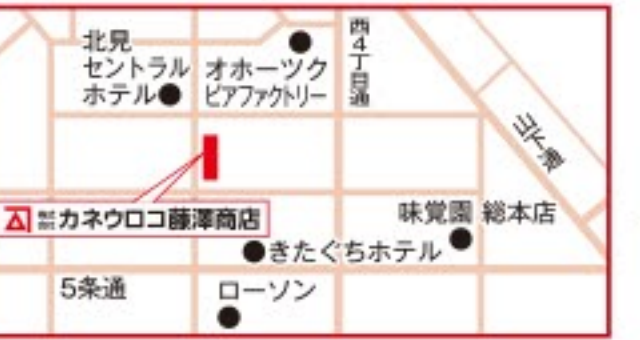 北見
セントラル
ホテル
オホーツク
ビアファクトリー
西4丁目通
山下通
カネウロコ藤澤商店
味覚園 総本店
きたぐちホテル
5条通
ローソン